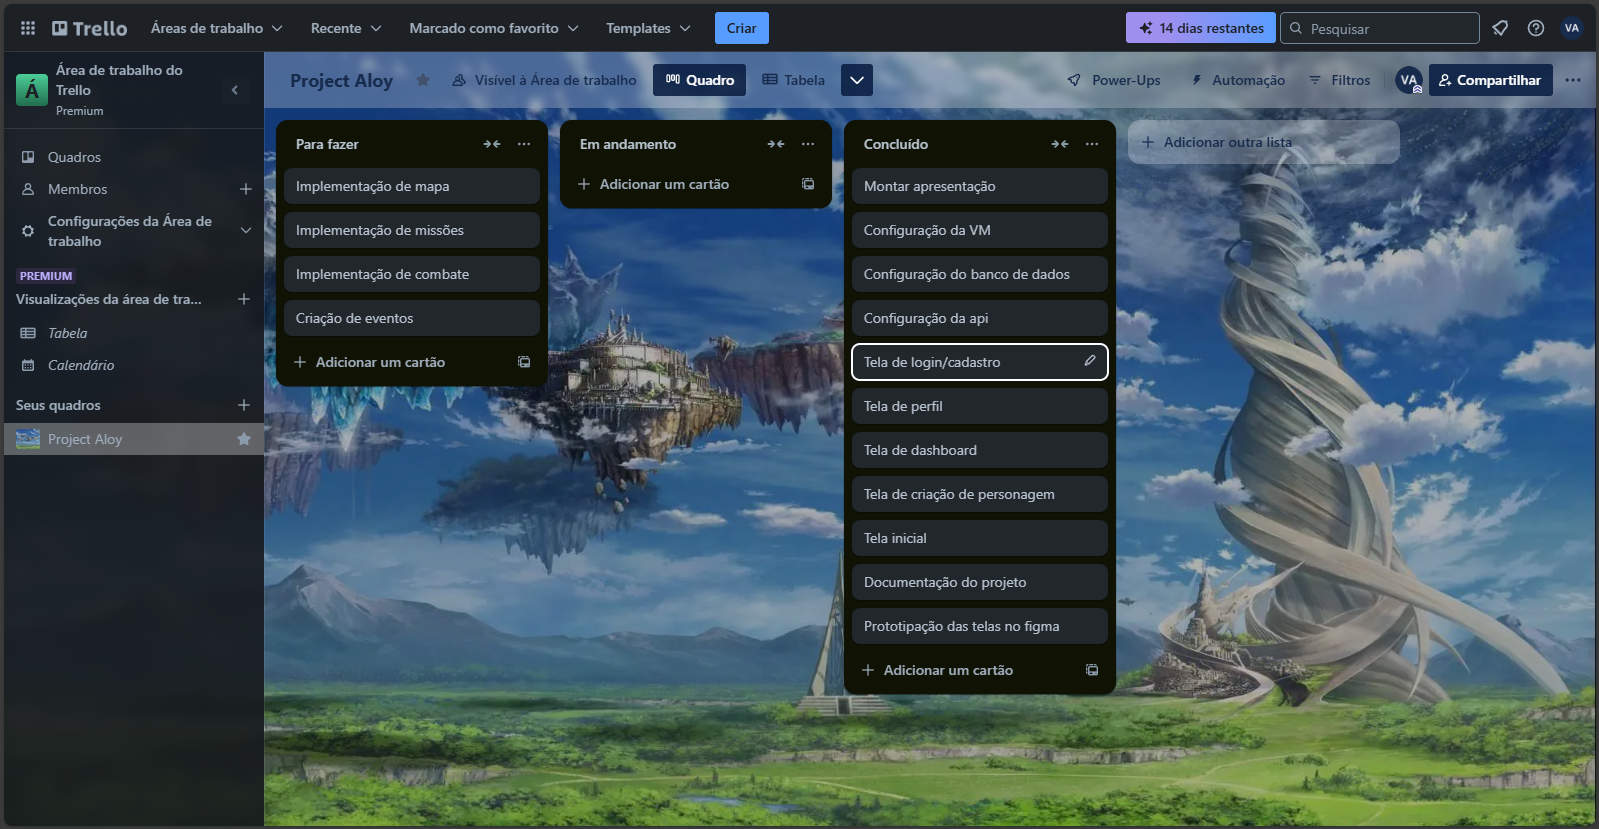 Trello
Áreas de trabalho
Recente
Marcado como favorito
Templates
Criar
14 dias restantes
Pesquisar
VA
Á
Área de trabalho do
Trello
Premium
Project Aloy
Visível à Área de trabalho
Quadro
Tabela
Power-Ups
Automação
Filtros
VA
Compartilhar
Quadros
Membros
Configurações da Área de
trabalho
PREMIUM
Visualizações da área de tra...
Tabela
Calendário
Seus quadros
Project Aloy
Para fazer
Implementação de mapa
Implementação de missões
Implementação de combate
Criação de eventos
Adicionar um cartão
Em andamento
Adicionar um cartão
Concluído
Montar apresentação
Configuração da VM
Configuração do banco de dados
Configuração da api
Tela de login/cadastro
Tela de perfil
Tela de dashboard
Tela de criação de personagem
Tela inicial
Documentação do projeto
Prototipação das telas no figma
Adicionar um cartão
Adicionar outra lista